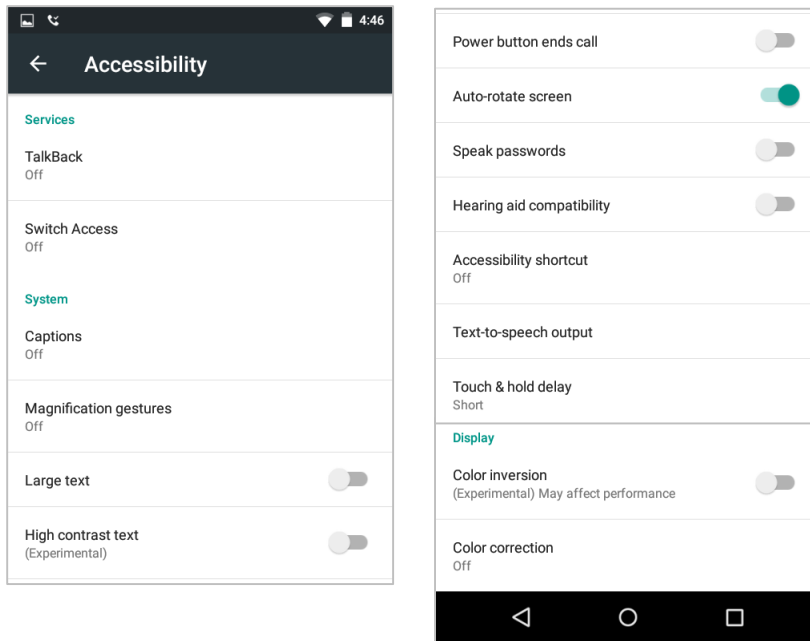 4:46
Accessibility
Services
TalkBack
Off
Switch Access
Off
System
Captions
Off
Magnification gestures
Off
Large text
High contrast text
(Experimental)
Power button ends call
Auto-rotate screen
Speak passwords
Hearing aid compatibility
Accessibility shortcut
Off
Text-to-speech output
Touch & hold delay
Short
Display
Color inversion
(Experimental) May affect performance
Color correction
Off